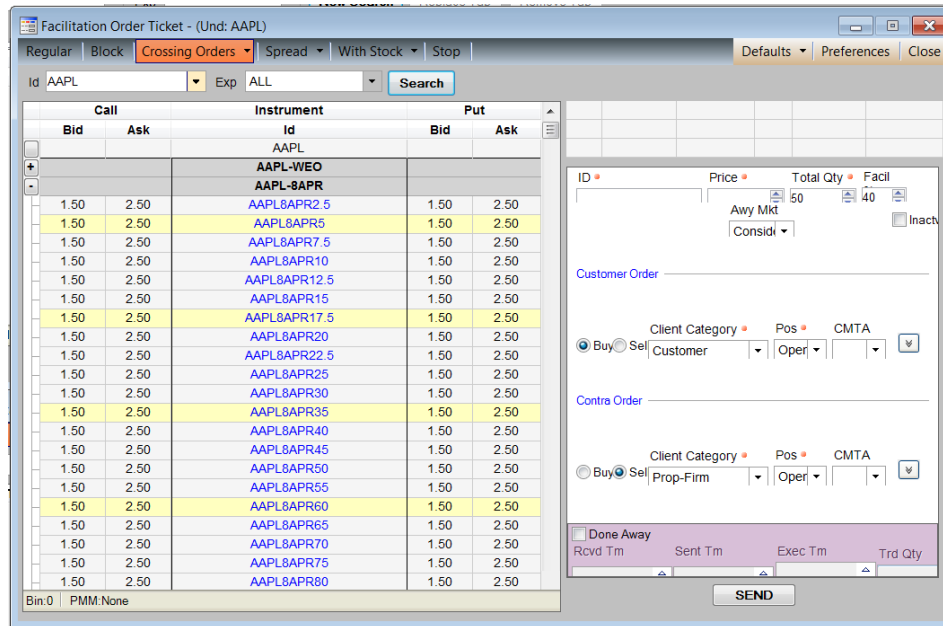 Facilitation Order Ticket - (Und: AAPL)
Regular Block Crossing Orders Spread With Stock Stop Defaults Preferences Close
Id AAPL Exp ALL Search
Call Instrument Put
Bid Ask Id Bid Ask
AAPL
+ AAPL-WEO
- AAPL-8APR
1.50 2.50 AAPL8APR2.5 1.50 2.50
1.50 2.50 AAPL8APR5 1.50 2.50
1.50 2.50 AAPL8APR7.5 1.50 2.50
1.50 2.50 AAPL8APR10 1.50 2.50
1.50 2.50 AAPL8APR12.5 1.50 2.50
1.50 2.50 AAPL8APR15 1.50 2.50
1.50 2.50 AAPL8APR17.5 1.50 2.50
1.50 2.50 AAPL8APR20 1.50 2.50
1.50 2.50 AAPL8APR22.5 1.50 2.50
1.50 2.50 AAPL8APR25 1.50 2.50
1.50 2.50 AAPL8APR30 1.50 2.50
1.50 2.50 AAPL8APR35 1.50 2.50
1.50 2.50 AAPL8APR40 1.50 2.50
1.50 2.50 AAPL8APR45 1.50 2.50
1.50 2.50 AAPL8APR50 1.50 2.50
1.50 2.50 AAPL8APR55 1.50 2.50
1.50 2.50 AAPL8APR60 1.50 2.50
1.50 2.50 AAPL8APR65 1.50 2.50
1.50 2.50 AAPL8APR70 1.50 2.50
1.50 2.50 AAPL8APR75 1.50 2.50
1.50 2.50 AAPL8APR80 1.50 2.50
Bin:0 PMM:None
ID Price Total Qty Facil
50 40
Awy Mkt
Inactv
Consid
Customer Order
Client Category Pos CMTA
Buy Sel Customer Oper
Contra Order
Client Category Pos CMTA
Buy Sel Prop-Firm Oper
Done Away
Rcvd Tm Sent Tm Exec Tm Trd Qty
SEND